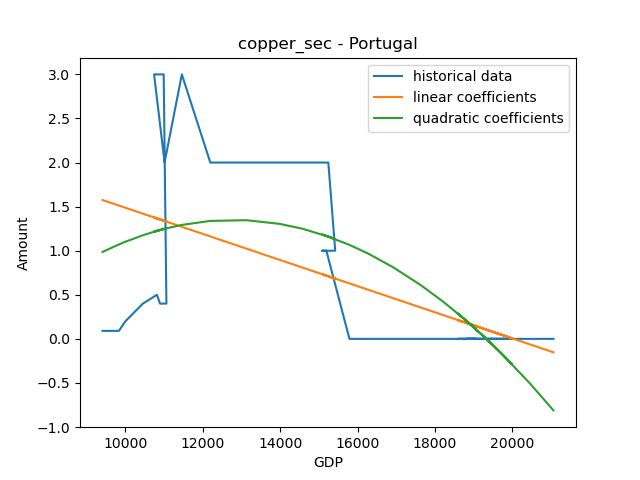 copper_sec - Portugal
historical data
linear coefficients
quadratic coefficients
Amount
3.0
2.5
2.0
1.5
1.0
0.5
0.0
−0.5
−1.0
10000 12000 14000 16000 18000 20000
GDP